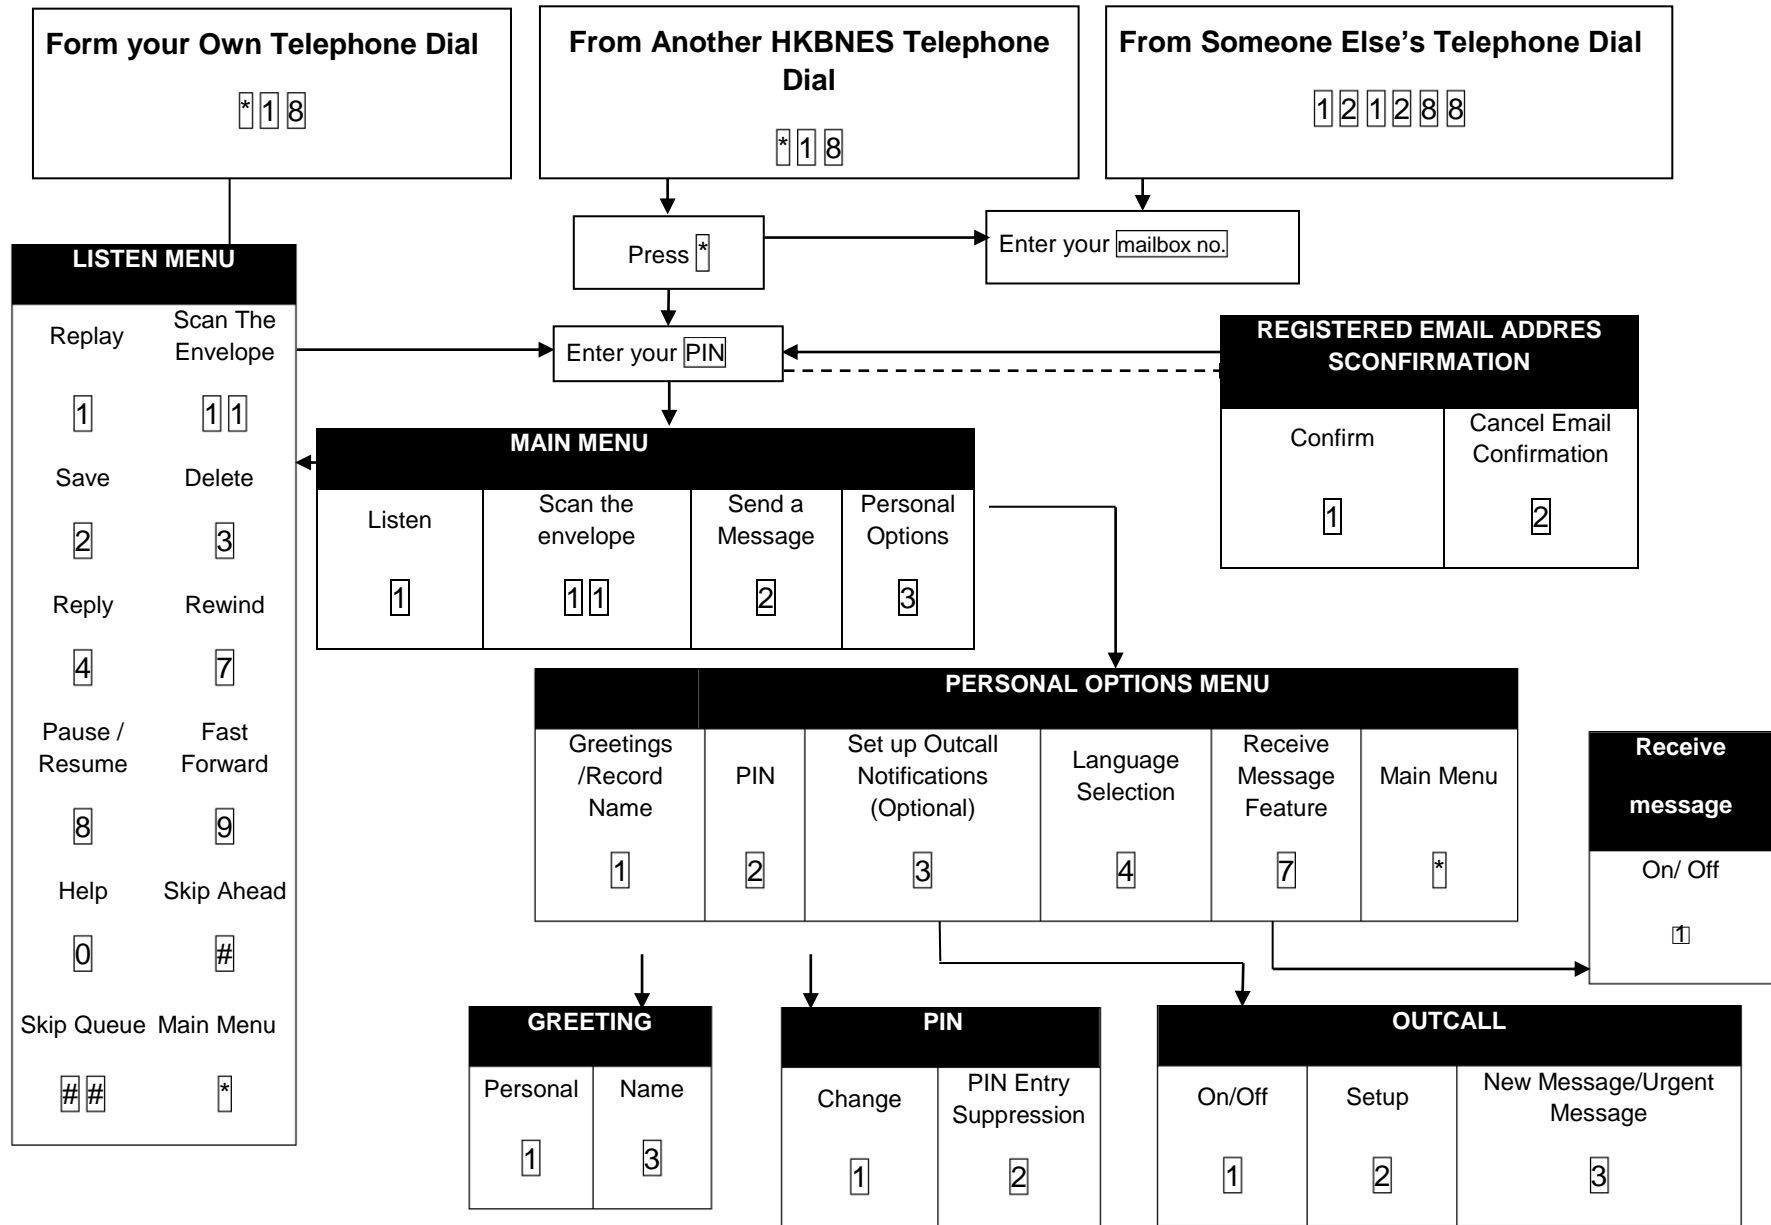 Form your Own Telephone Dial
*18
From Another HKBNES Telephone
Dial
*18
From Someone Else's Telephone Dial
121288
Press *
Enter your mailbox no.
Enter your PIN
REGISTERED EMAIL ADDRES
SCONFIRMATION
Confirm
1
Cancel Email
Confirmation
2
LISTEN MENU
Replay
1
Scan The
Envelope
11
Save
2
Delete
3
Reply
4
Rewind
7
Pause /
Resume
8
Fast
Forward
9
Help
0
Skip Ahead
#
Skip Queue
##
Main Menu
*
MAIN MENU
Listen
1
Scan the
envelope
11
Send a
Message
2
Personal
Options
3
PERSONAL OPTIONS MENU
Greetings
/Record
Name
1
PIN
2
Set up Outcall
Notifications
(Optional)
3
Language
Selection
4
Receive
Message
Feature
7
Main Menu
*
Receive
message
On/ Off
1
GREETING
Personal
1
Name
3
PIN
Change
1
PIN Entry
Suppression
2
OUTCALL
On/Off
1
Setup
2
New Message/Urgent
Message
3